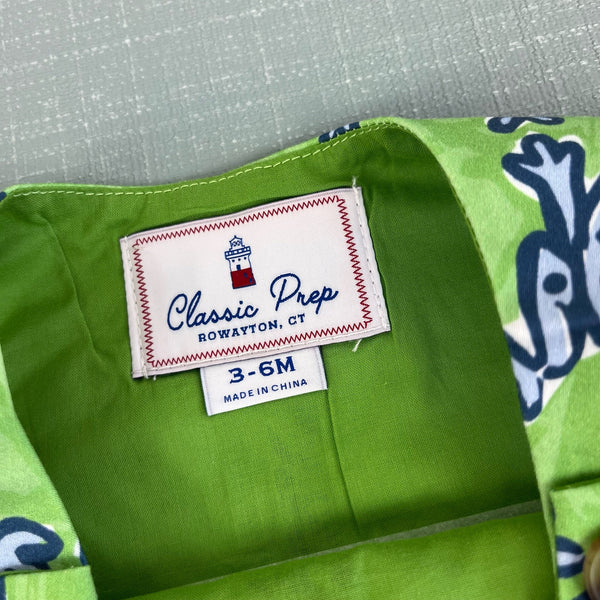 Classic Prep
ROWAYTON, CT
3-6M
MADE IN CHINA